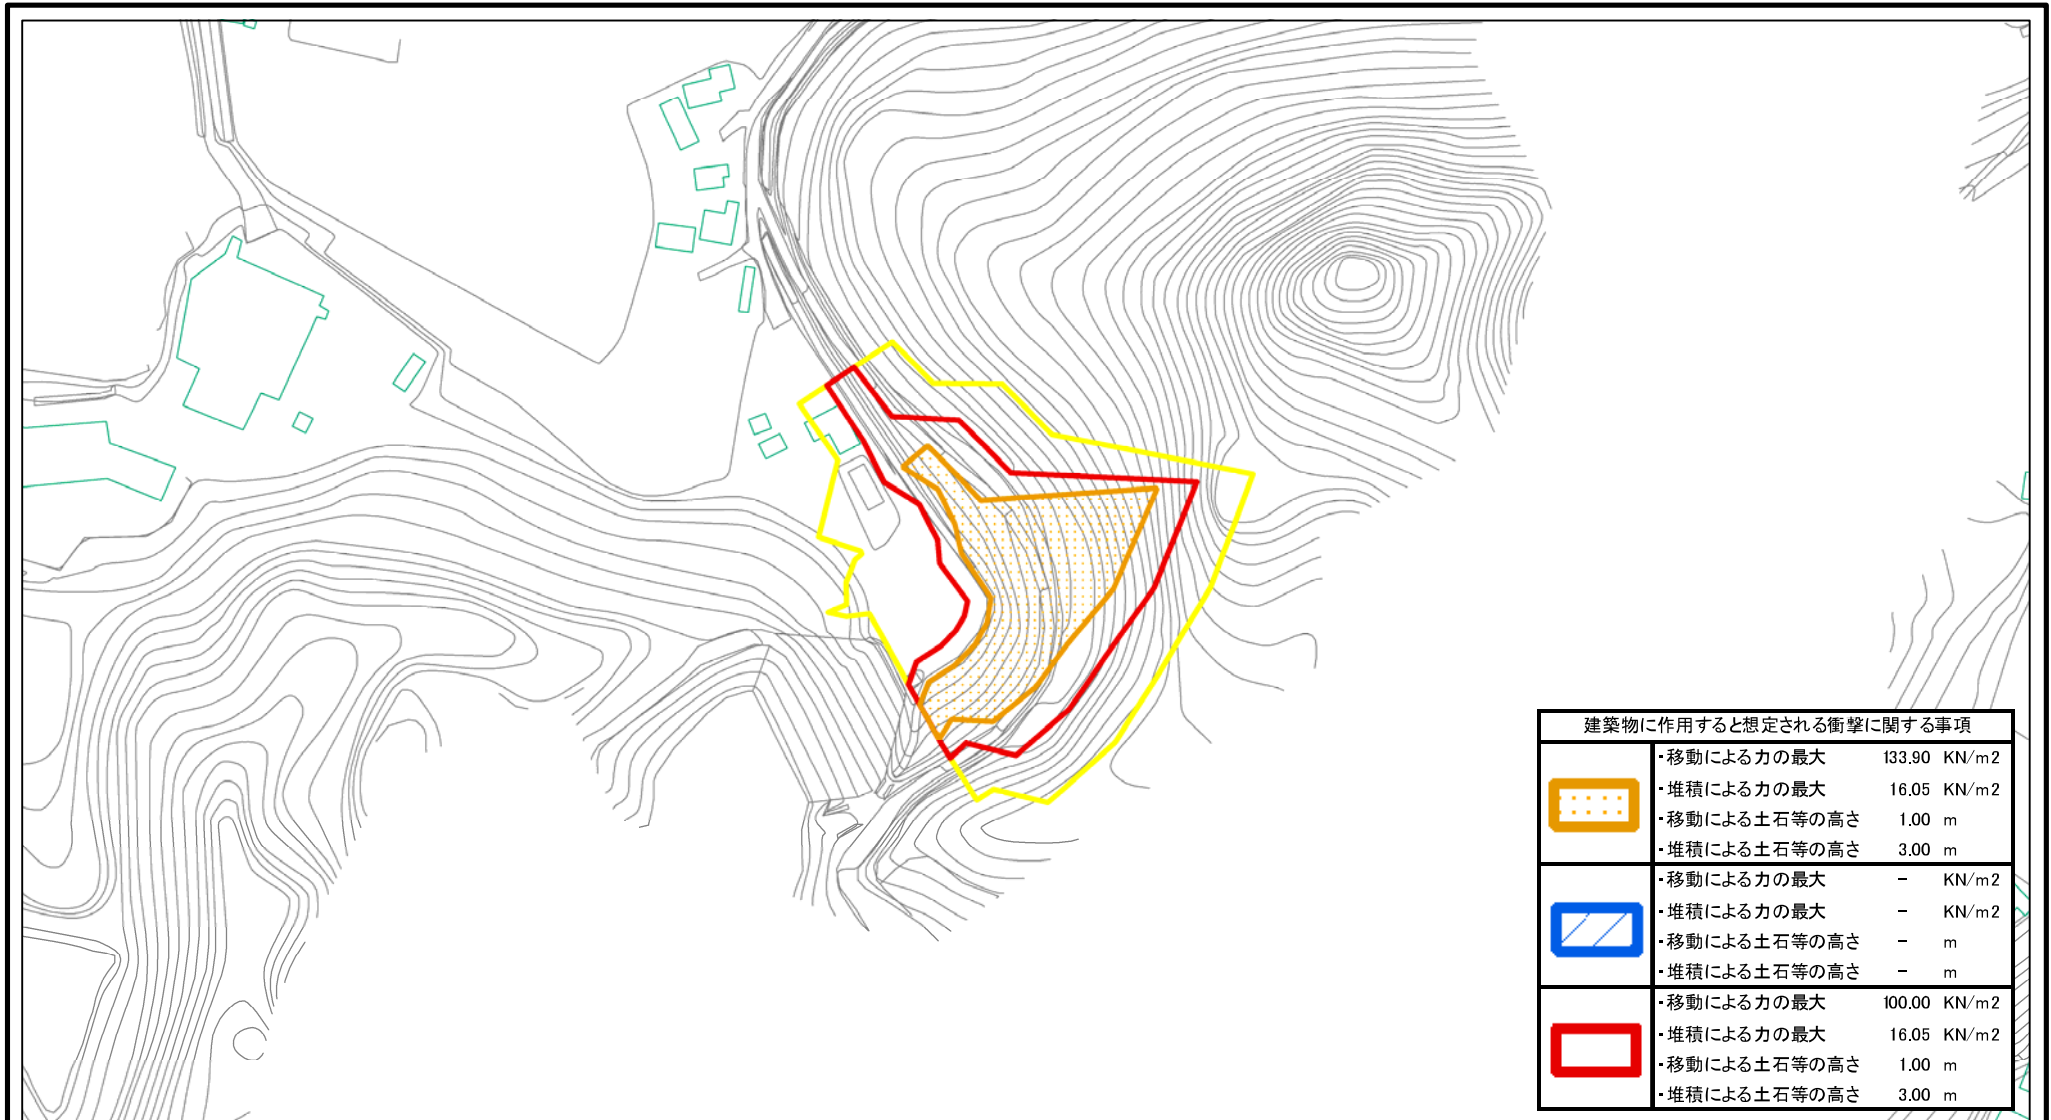 建築物に作用すると想定される衝撃に関する事項
・移動による力の最大 133.90 KN/m2
・堆積による力の最大 16.05 KN/m2
・移動による土石等の高さ 1.00 m
・堆積による土石等の高さ 3.00 m
・移動による力の最大 − KN/m2
・堆積による力の最大 − KN/m2
・移動による土石等の高さ − m
・堆積による土石等の高さ − m
・移動による力の最大 100.00 KN/m2
・堆積による力の最大 16.05 KN/m2
・移動による土石等の高さ 1.00 m
・堆積による土石等の高さ 3.00 m